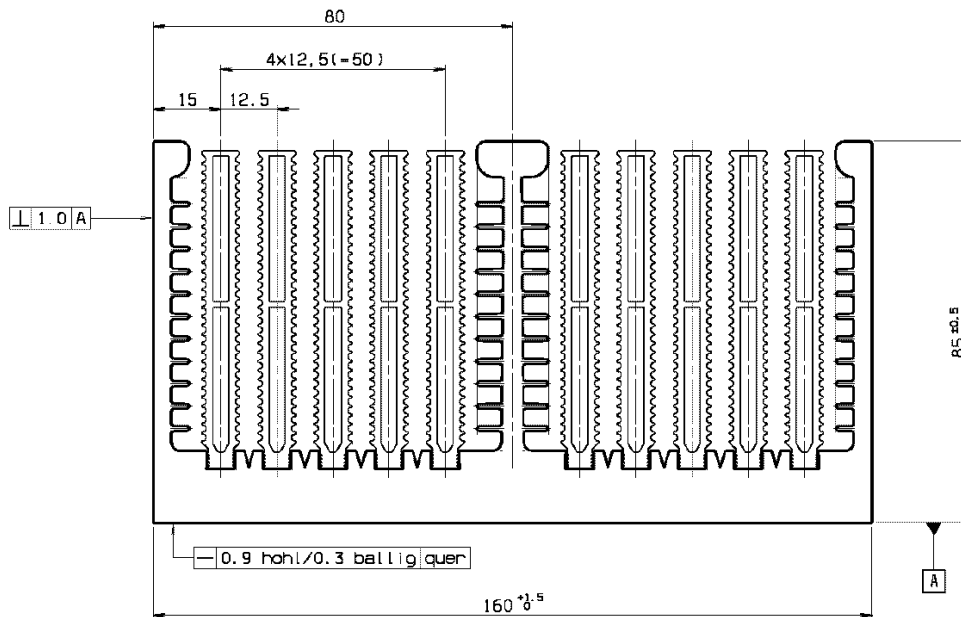 80
4x12,5(=50)
15
12.5
⊥ 1.0 A
85 ±0.5
— 0.9 hohl/0.3 ballig quer
A
160 +1.5 0